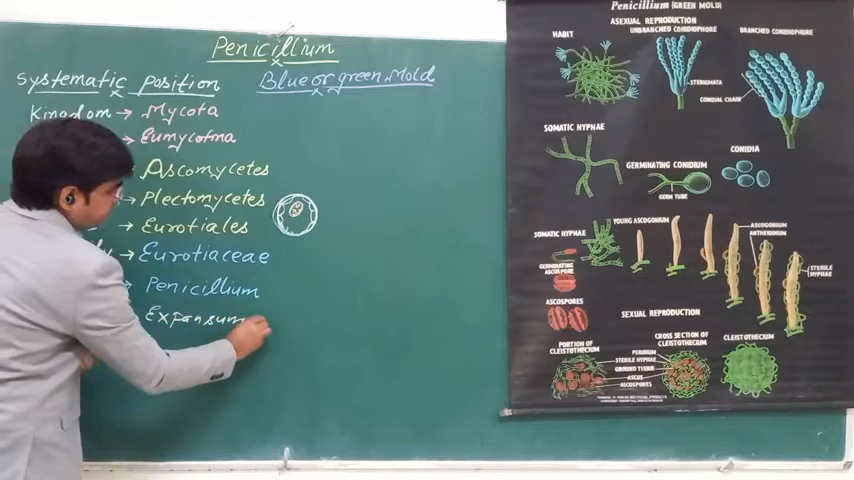 Penicillium
Systematic position
Blue or green Mold
Kingdom → Mycota
Eumycotina
Ascomycetes
→ Plectomycetes
→ Eurotiales
→ Eurotiaceae
Penicillium
Expansum
Penicillium (GREEN MOLD)
ASEXUAL REPRODUCTION
HABIT
UNBRANCHED CONIDIOPHORE
BRANCHED CONIDIOPHORE
STERIGMATA
CONIDIAL CHAIN
SOMATIC HYPHAE
GERMINATING CONIDIUM
CONIDIA
GERM TUBE
SOMATIC HYPHAE
YOUNG ASCOGONIUM
ASCOGONIUM
ANTHERIDIUM
GERMINATING
ASCOSPORE
STERILE
HYPHAE
ASCOSPORES
SEXUAL REPRODUCTION
PORTION OF
CLEISTOTHECIUM
CROSS SECTION OF
CLEISTOTHECIUM
CLEISTOTHECIUM
PERIDIUM
STERILE HYPHAE
GROUND TISSUE
ASCUS
ASCOSPORES